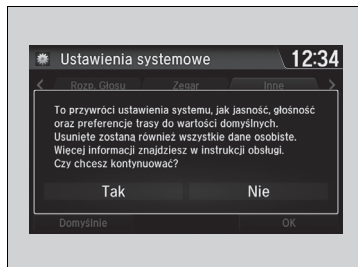 Ustawienia systemowe
12:34
Rozp. Głosu
Zegar
Inne
To przywróci ustawienia systemu, jak jasność, głośność
oraz preferencje trasy do wartości domyślnych.
Usunięte zostaną również wszystkie dane osobiste.
Więcej informacji znajdziesz w instrukcji obsługi.
Czy chcesz kontynuować?
Tak
Nie
Domyślnie
OK